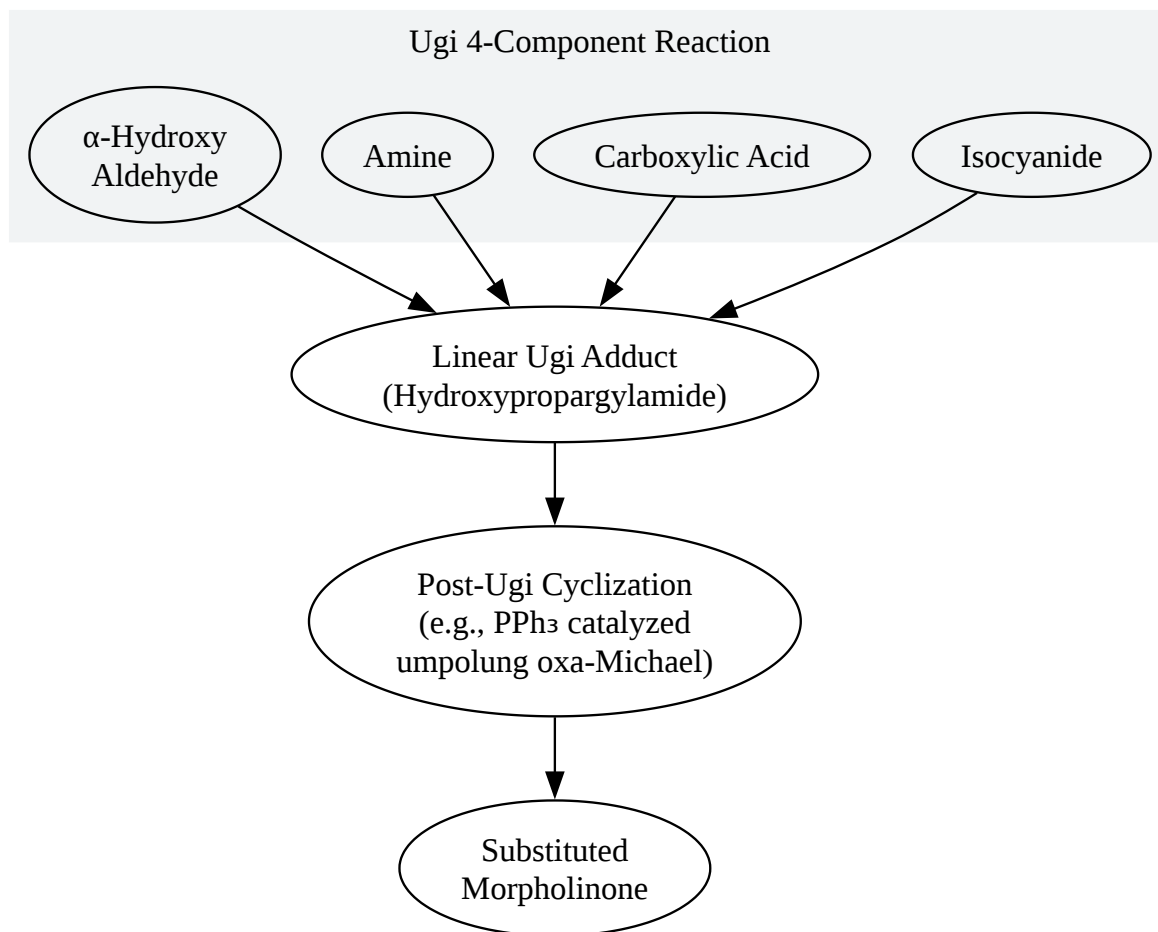 Ugi 4-Component Reaction
α-Hydroxy
Aldehyde
Amine
Carboxylic Acid
Isocyanide
Linear Ugi Adduct
(Hydroxypropargylamide)
Post-Ugi Cyclization
(e.g., PPh₃ catalyzed
umpolung oxa-Michael)
Substituted
Morpholinone